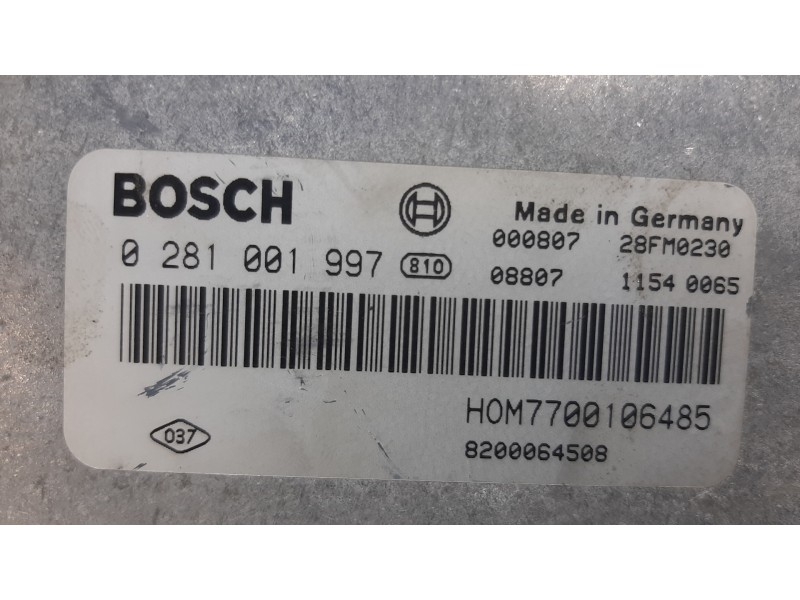 BOSCH
Made in Germany
000807 28FM0230
0 281 001 997 810
08807 1154 0065
HOM7700106485
037
8200064508